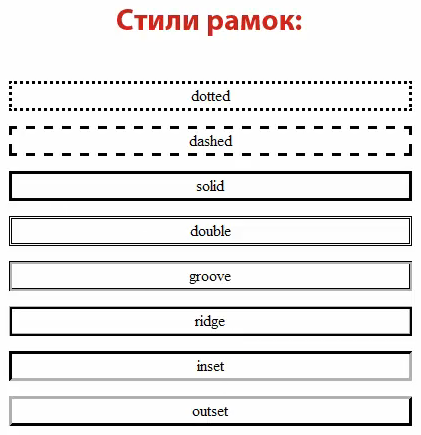 Стили рамок:
dotted
dashed
solid
double
groove
ridge
inset
outset